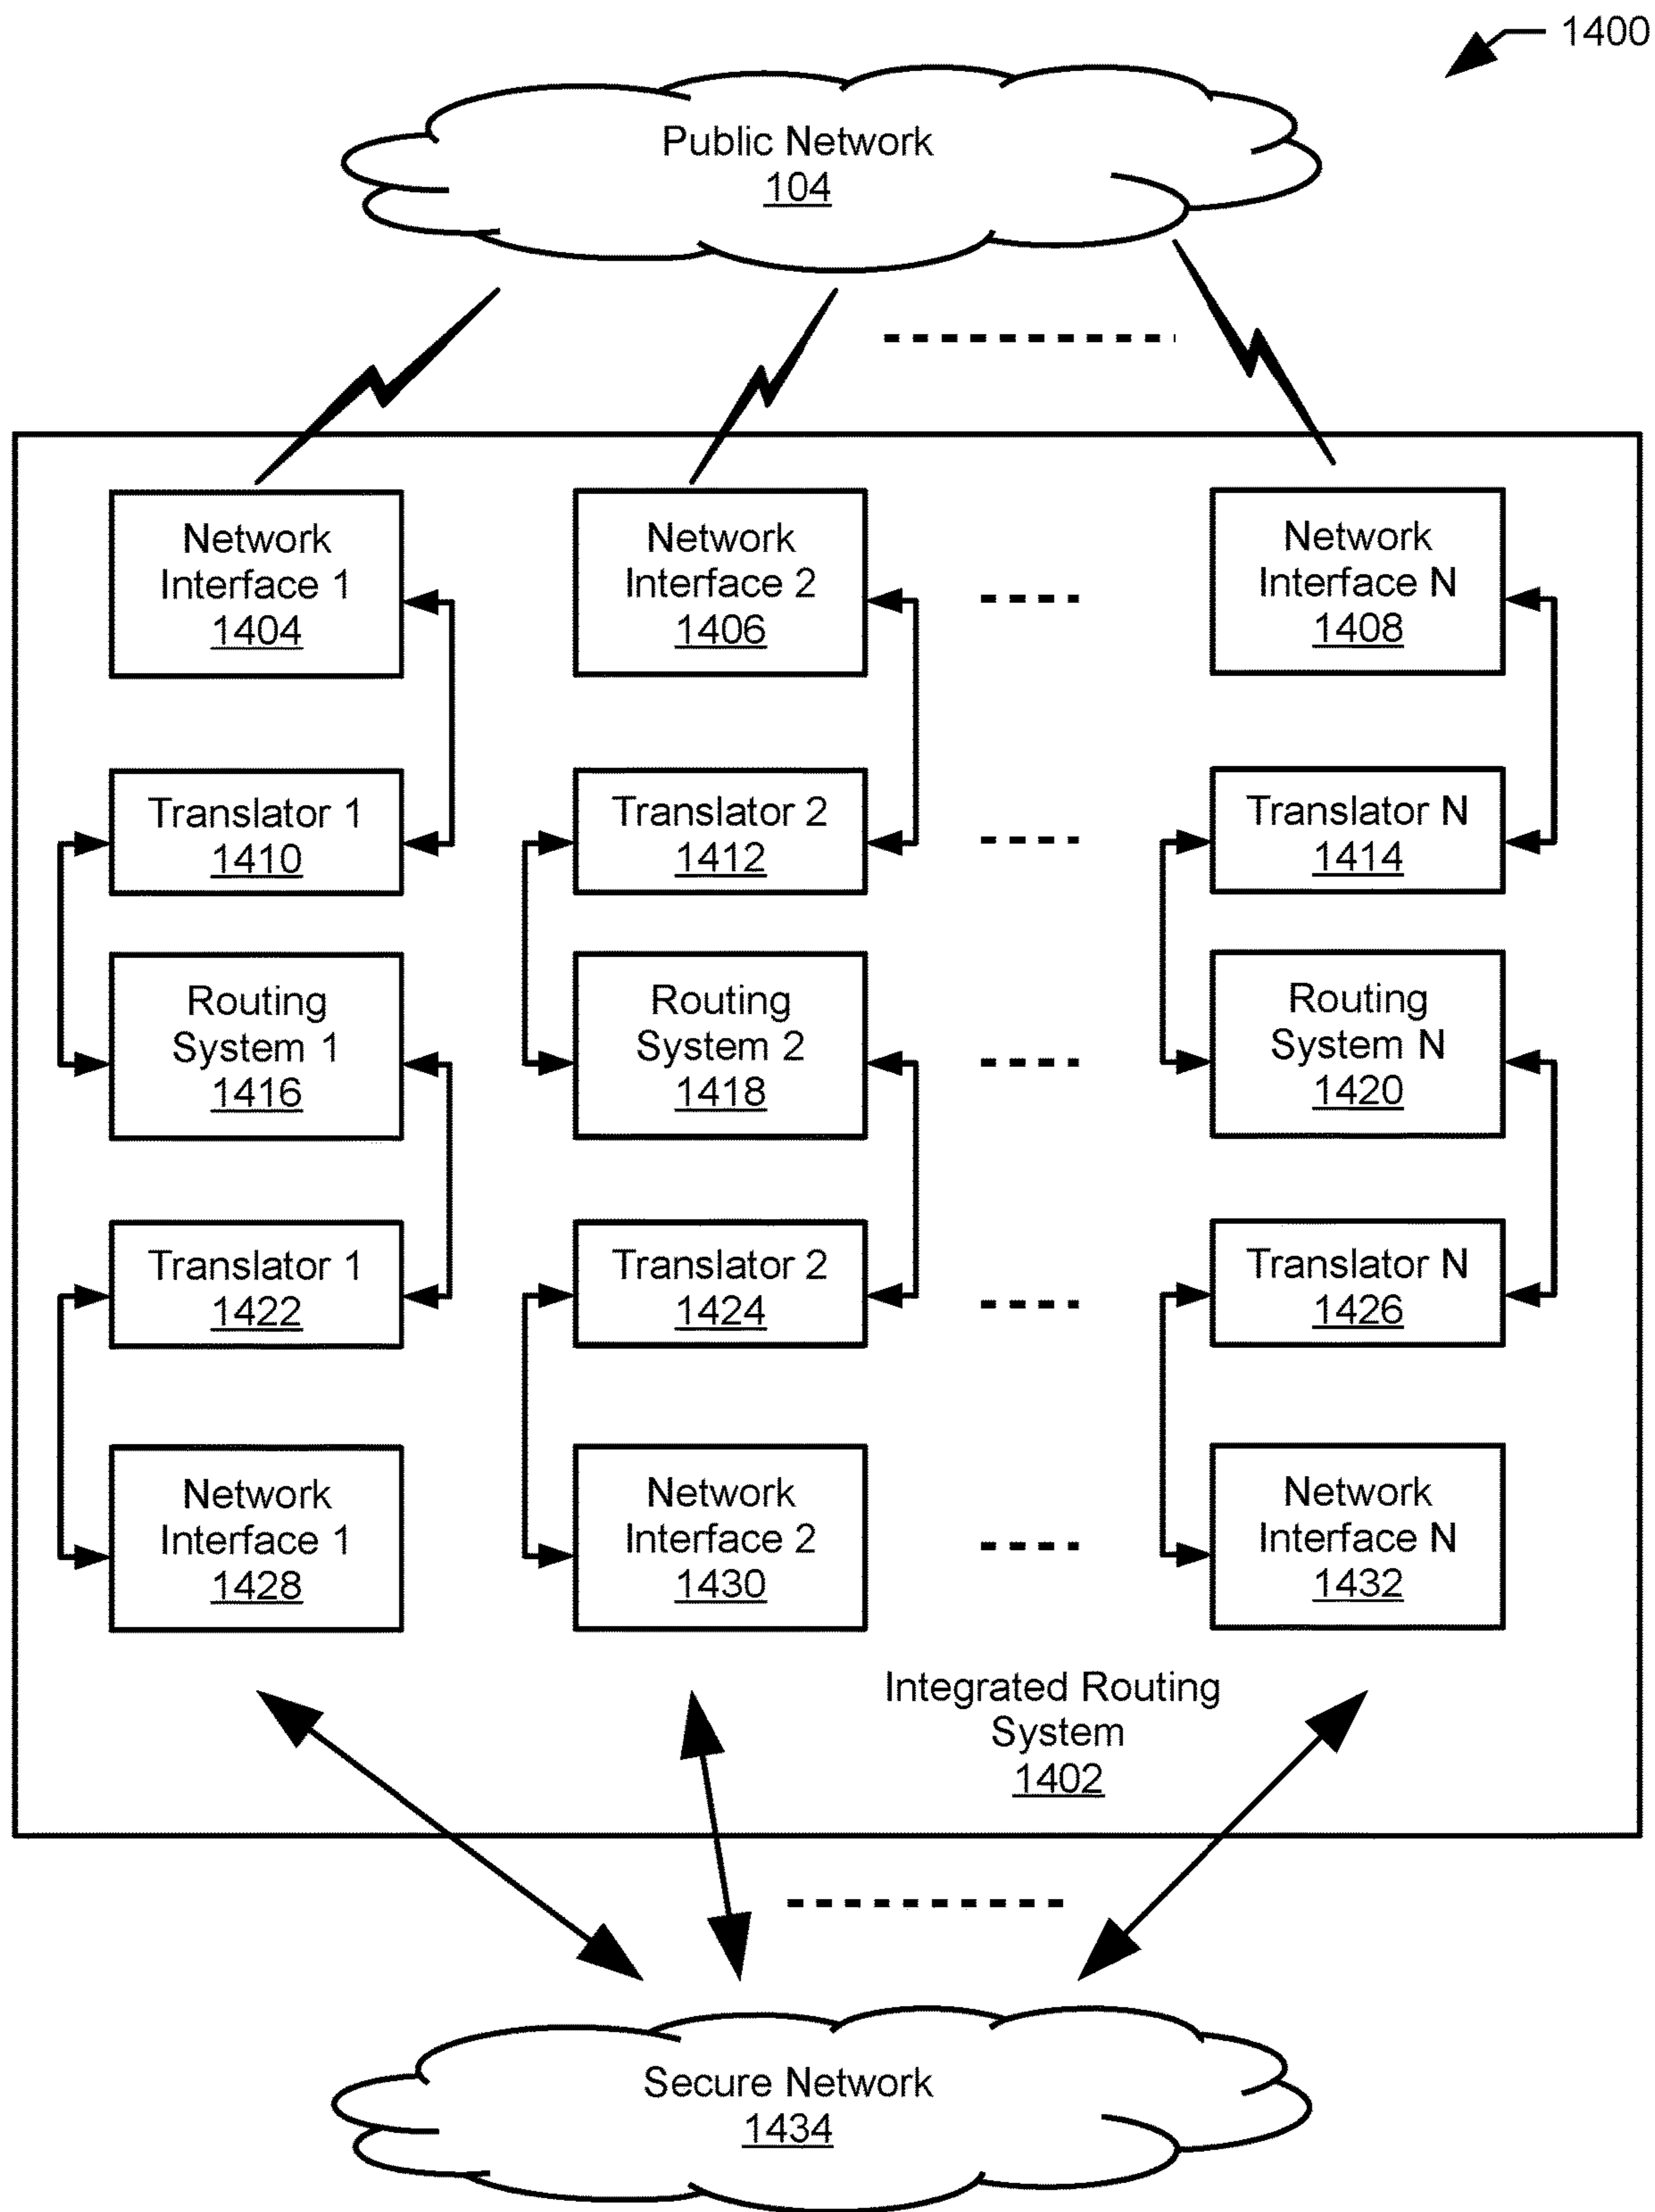 1400
Public Network
104
Network
Interface 1
1404
Network
Interface 2
1406
Network
Interface N
1408
Translator 1
1410
Translator 2
1412
Translator N
1414
Routing
System 1
1416
Routing
System 2
1418
Routing
System N
1420
Translator 1
1422
Translator 2
1424
Translator N
1426
Network
Interface 1
1428
Network
Interface 2
1430
Network
Interface N
1432
Integrated Routing
System
1402
Secure Network
1434